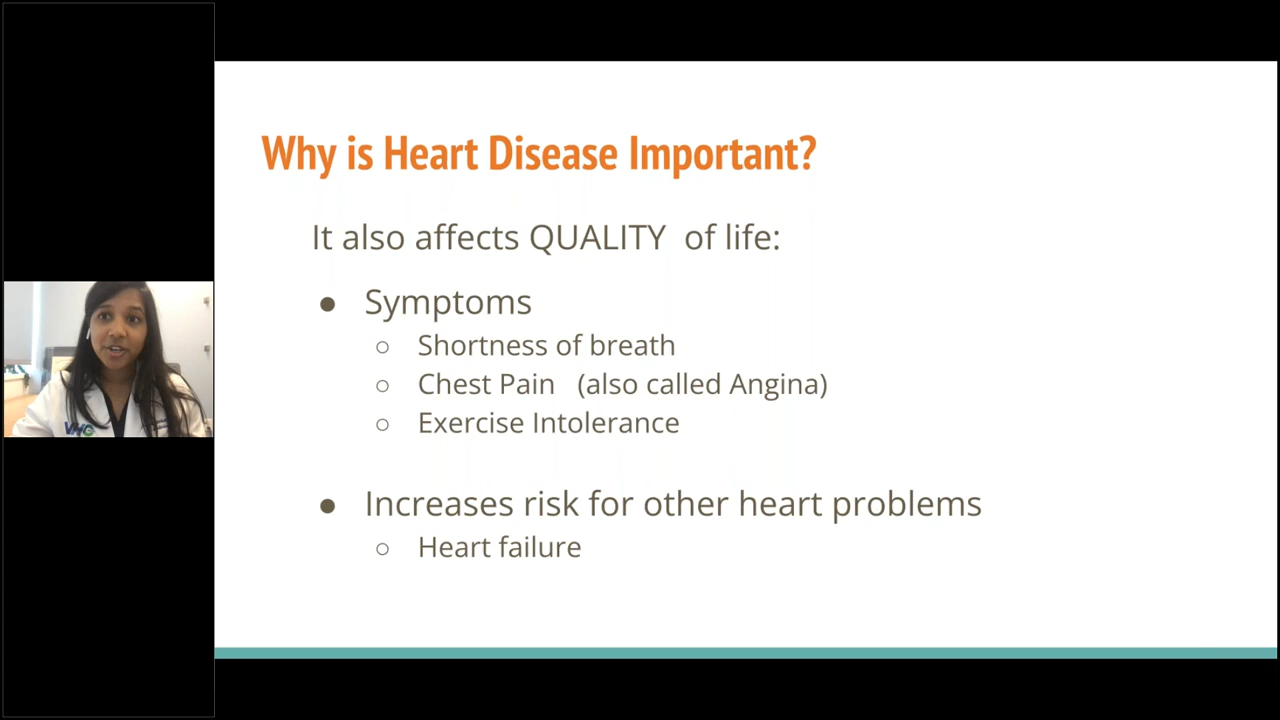 Why is Heart Disease Important?
It also affects QUALITY of life:
● Symptoms
○ Shortness of breath
○ Chest Pain (also called Angina)
○ Exercise Intolerance
● Increases risk for other heart problems
○ Heart failure